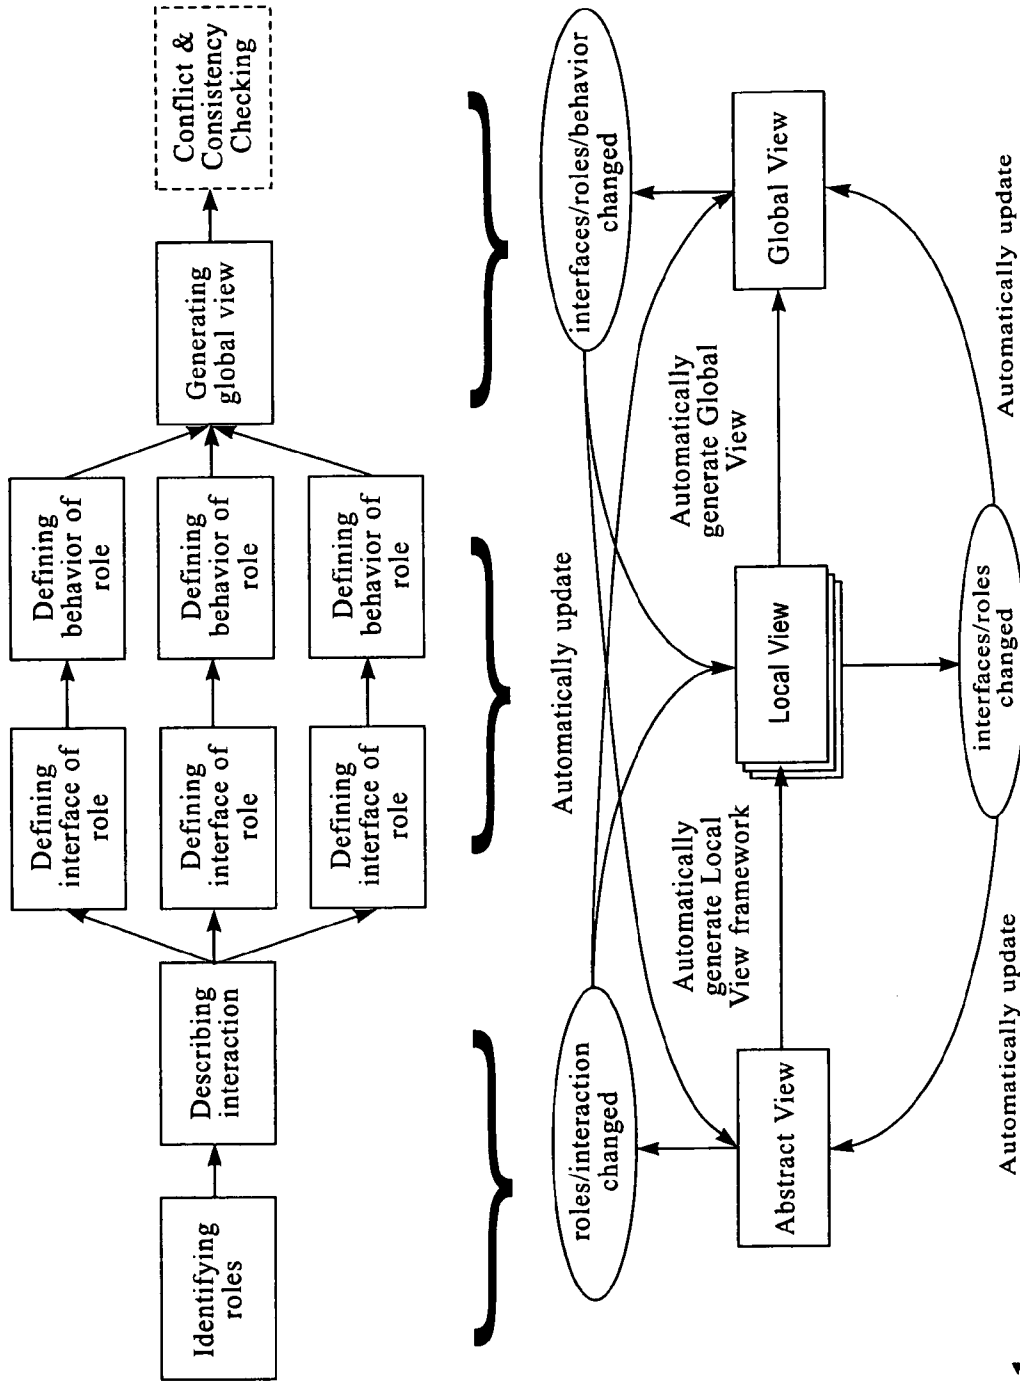 Identifying
roles
Describing
interaction
Defining
interface of
role
Defining
behavior of
role
Defining
interface of
role
Defining
behavior of
role
Defining
interface of
role
Defining
behavior of
role
Generating
global view
Conflict &
Consistency
Checking
roles/interaction
changed
Automatically update
interfaces/roles/behavior
changed
Automatically
generate Local
View framework
Automatically
generate Global
View
Abstract View
Local View
Global View
interfaces/roles
changed
Automatically update
Automatically update